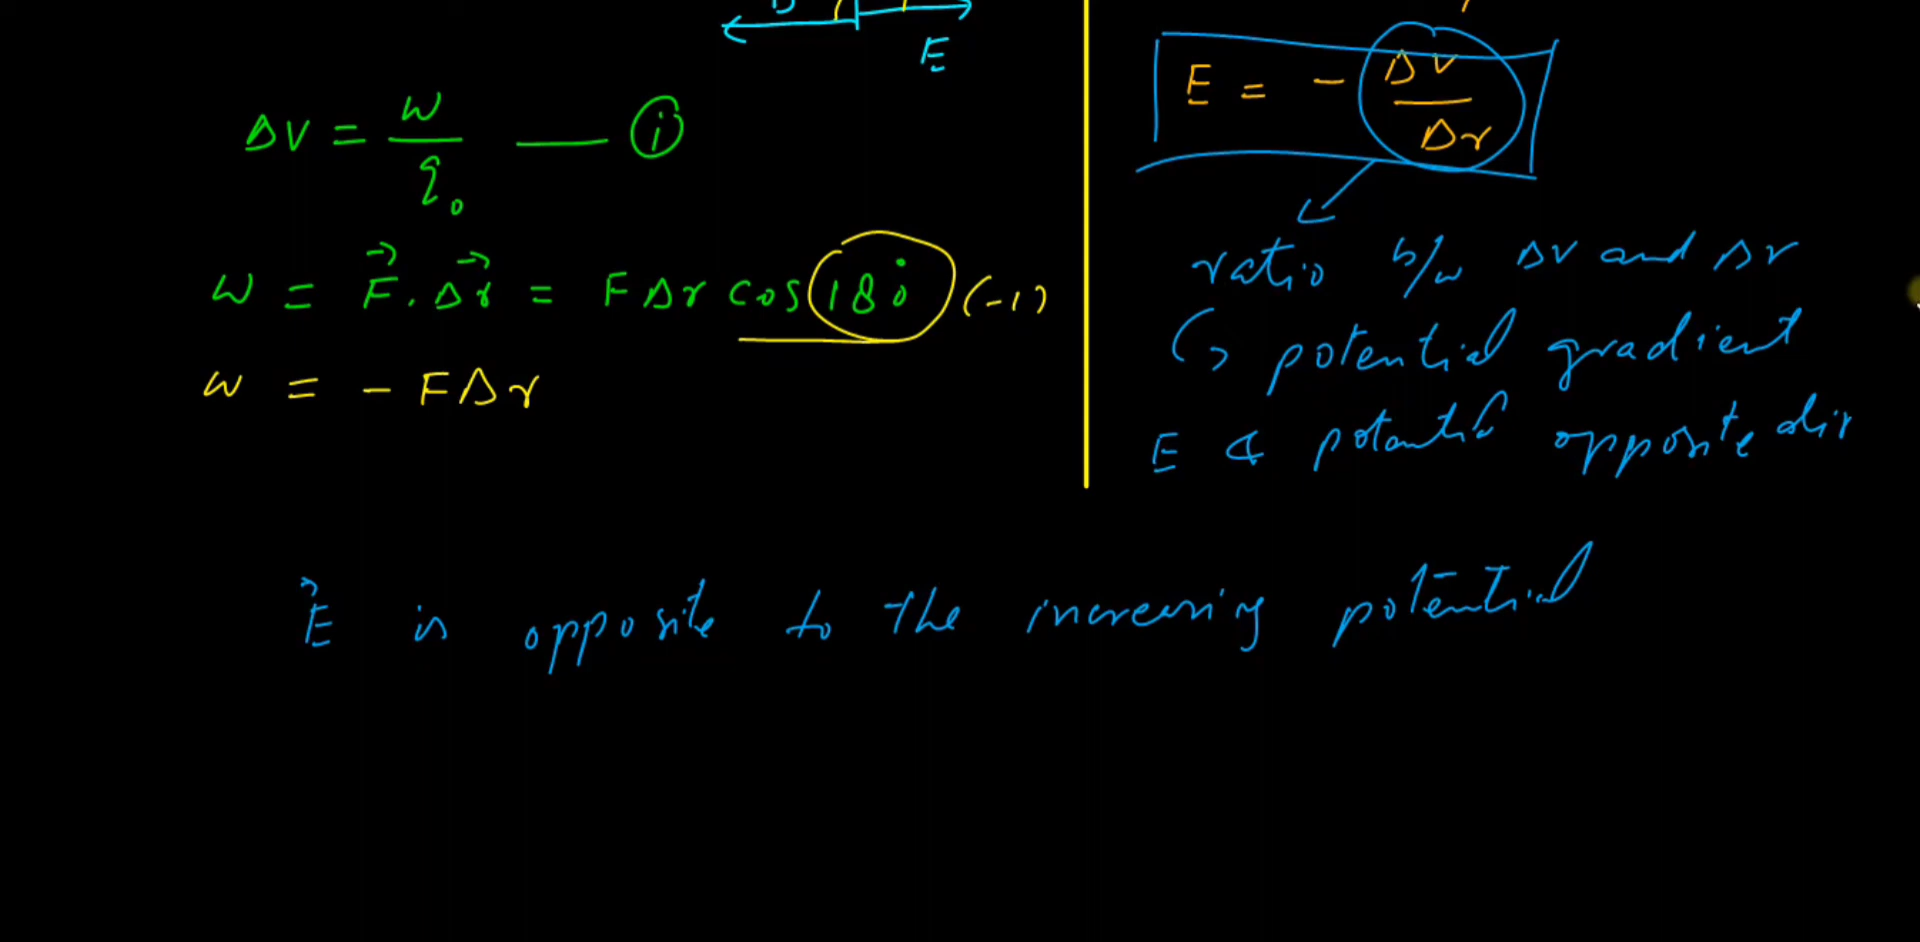 E
ΔV = W / q₀ —— (i)
W = F⃗ . Δr⃗ = FΔr cos 180° (-1)
W = - FΔr
E = - ΔV / Δr
ratio b/w ΔV and Δr
↪ potential gradient
E & potential opposite dir
E⃗ is opposite to the increasing potential